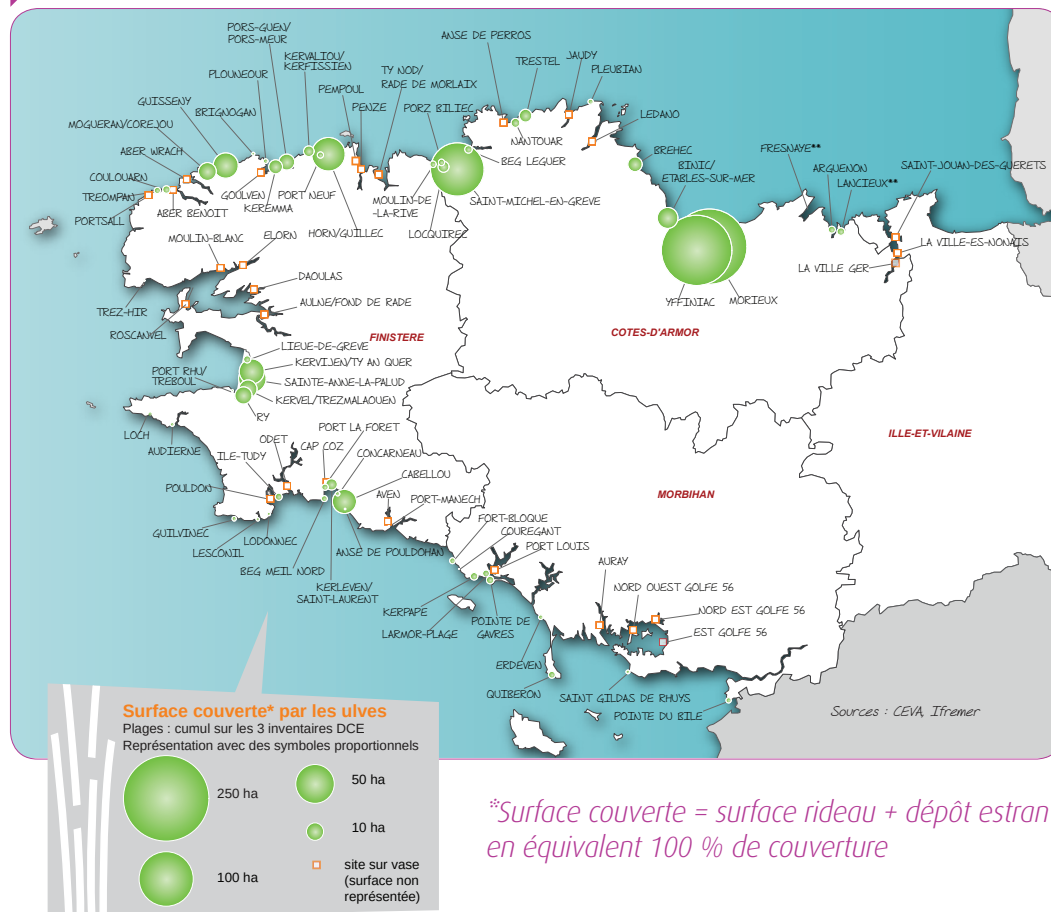 PORS-GUEN/
PORS-MEUR
KERVALIOU/
KERFISSIEN
PLOUNEOUR
PEMPOUL
TY NOD/
RADE DE MORLAIX
PENZE
PORZ BILIEC
ANSE DE PERROS
TRESTEL
JAUDY
PLEUBIAN
GUISSENY
BRIGNOGAN
MOGUERAN/COREJOU
ABER WRACH
COULOUARN
TREOMPAN
PORTSALL
ABER BENOIT
GOULVEN
KEREMMA
PORT NEUF
HORN/GUILLEC
MOULIN-DE
-LA-RIVE
LOCQUIREC
NANTOUAR
BEG LEGUER
SAINT-MICHEL-EN-GREVE
LEDANO
BREHEC
BINIC/
ETABLES-SUR-MER
FRESNAYE**
ARGUENON
LANCIEUX**
SAINT-JOUAN-DES-GUERETS
LA VILLE-ES-NONAIS
LA VILLE GER
YFFINIAC
MORIEUX
MOULIN-BLANC
ELORN
DAOULAS
AULNE/FOND DE RADE
TREZ-HIR
ROSCANVEL
FINISTERE
COTES-D'ARMOR
ILLE-ET-VILAINE
MORBIHAN
LIEUE-DE-GREVE
KERVIJEN/TY AN QUER
SAINTE-ANNE-LA-PALUD
KERVEL/TREZMALAOUEN
PORT RHU/
TREBOUL
RY
LOCH
AUDIERNE
PORT LA FORET
CAP COZ
ODET
CONCARNEAU
ILE-TUDY
CABELLOU
POULDON
AVEN
PORT-MANECH
GUILVINEC
LESCONIL
LODONNEC
BEG MEIL NORD
ANSE DE POULDOHAN
KERLEVEN/
SAINT-LAURENT
FORT-BLOQUE
COUREGANT
PORT LOUIS
KERPAPE
LARMOR-PLAGE
POINTE DE
GAVRES
AURAY
NORD OUEST GOLFE 56
NORD EST GOLFE 56
EST GOLFE 56
ERDEVEN
QUIBERON
SAINT GILDAS DE RHUYS
POINTE DU BILE
Sources : CEVA, Ifremer
Surface couverte* par les ulves
Plages : cumul sur les 3 inventaires DCE
Représentation avec des symboles proportionnels
250 ha
50 ha
10 ha
100 ha
site sur vase
(surface non
représentée)
*Surface couverte = surface rideau + dépôt estran
en équivalent 100 % de couverture